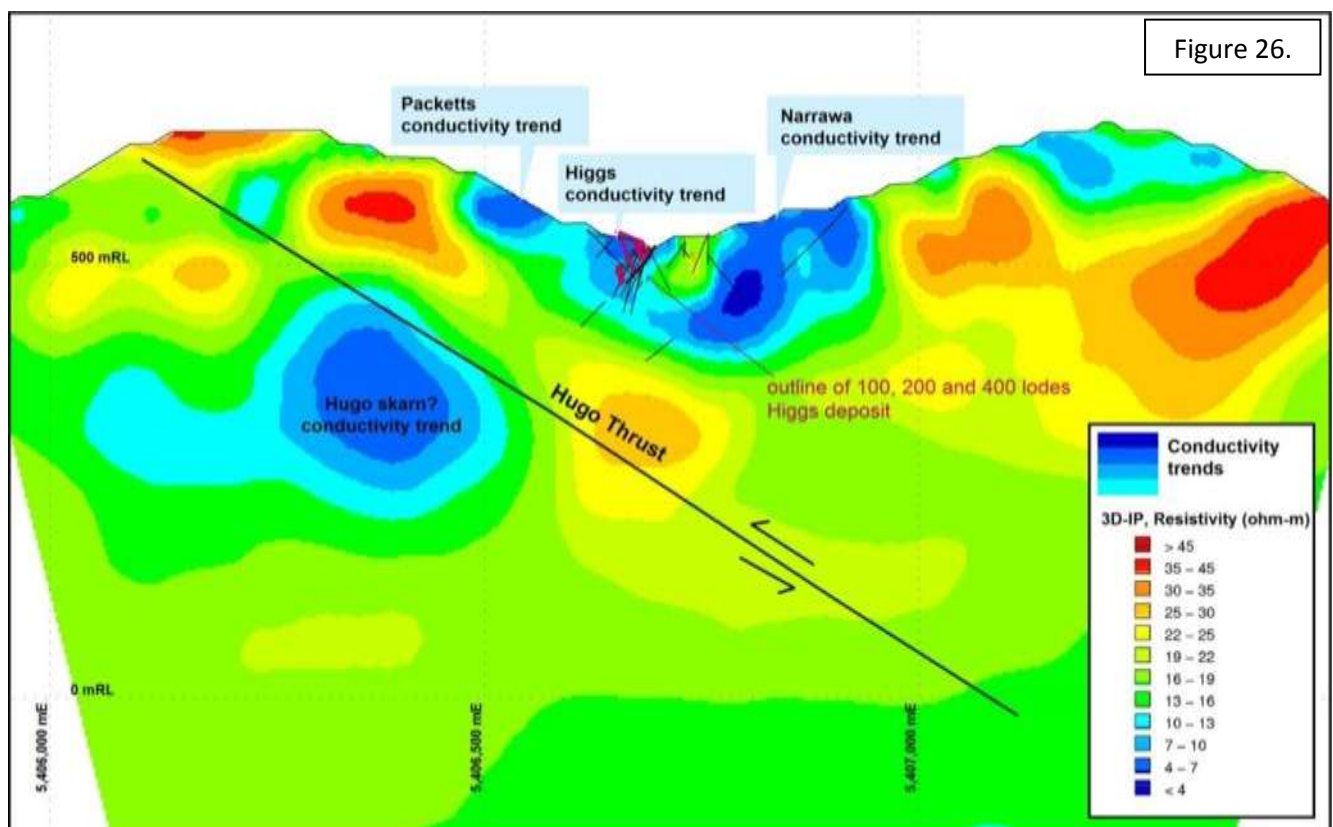 Figure 26.
Packetts
conductivity trend
Higgs
conductivity trend
Narrawa
conductivity trend
500 mRL
Hugo skarn?
conductivity trend
Hugo Thrust
outline of 100, 200 and 400 lodes
Higgs deposit
0 mRL
5,406,000 mE
5,406,500 mE
5,407,000 mE
Conductivity
trends
3D-IP, Resistivity (ohm-m)
> 45
35 – 45
30 – 35
25 – 30
22 – 25
19 – 22
16 – 19
13 – 16
10 – 13
7 – 10
4 – 7
< 4